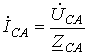 İ_CA = U̇_CA / Z_CA